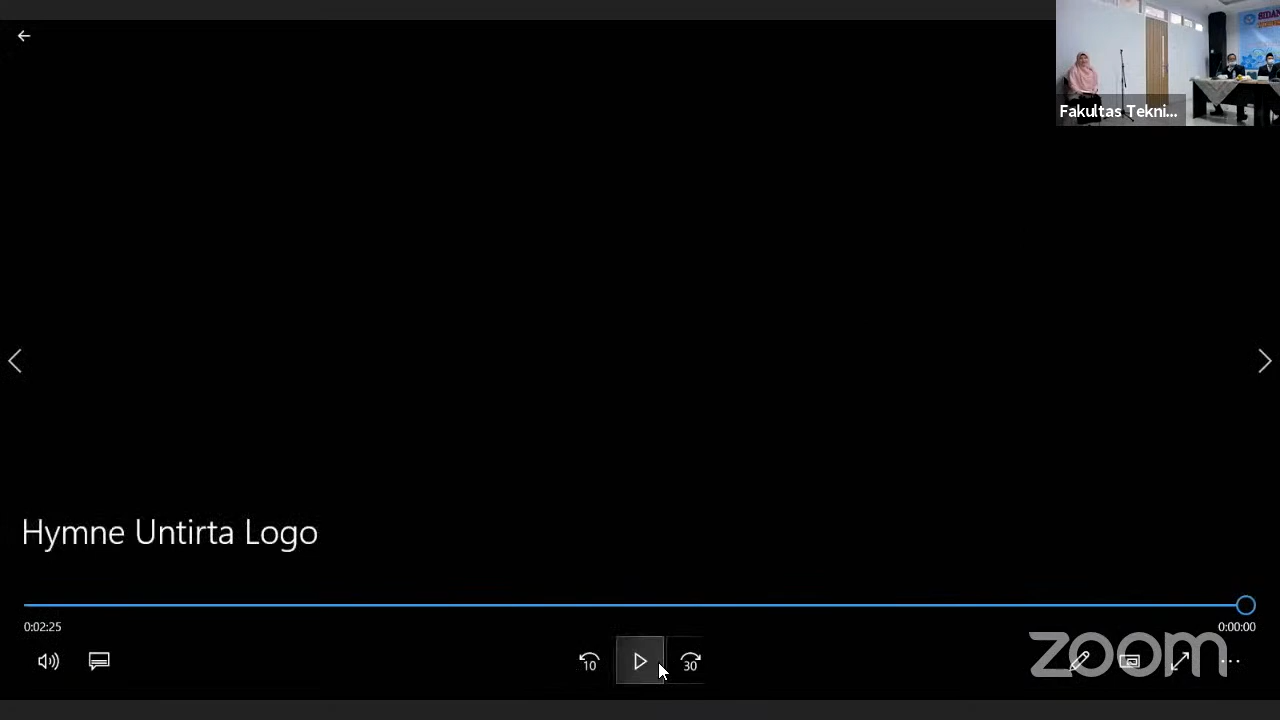 Fakultas Tekni...
Hymne Untirta Logo
0:02:25
0:00:00
10
30
zoom